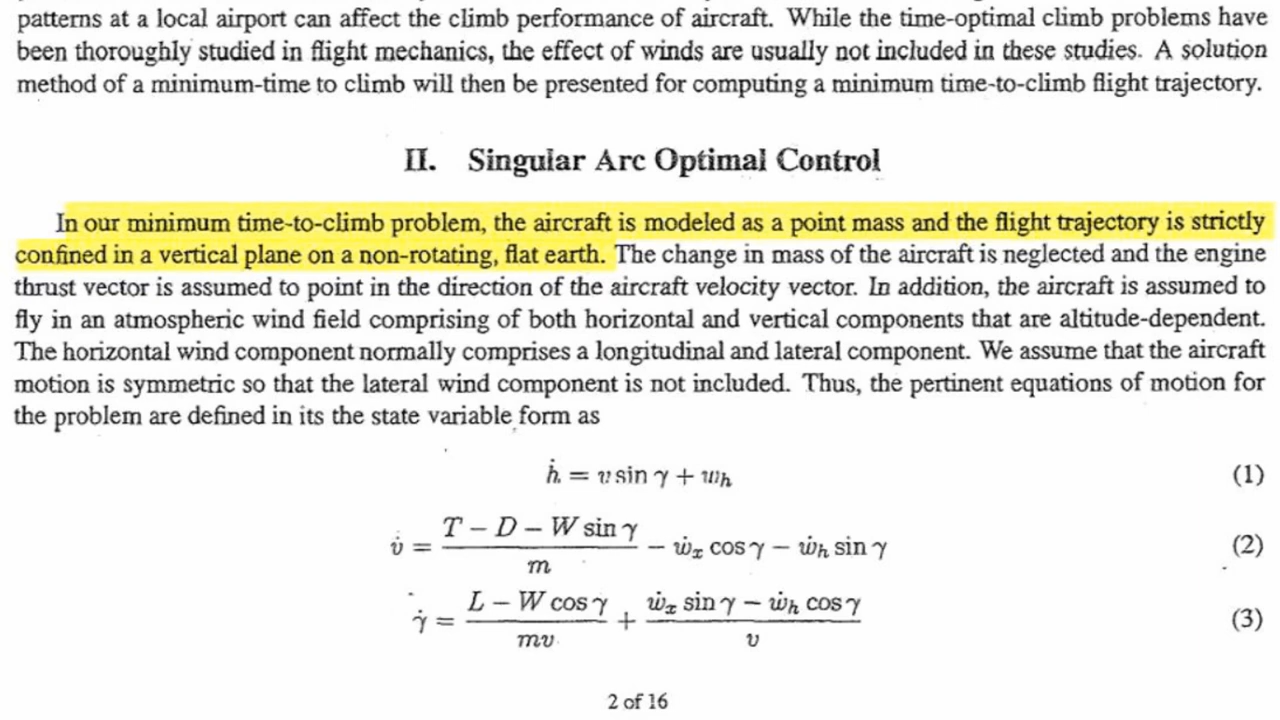 patterns at a local airport can affect the climb performance of aircraft. While the time-optimal climb problems have
been thoroughly studied in flight mechanics, the effect of winds are usually not included in these studies. A solution
method of a minimum-time to climb will then be presented for computing a minimum time-to-climb flight trajectory.
II. Singular Arc Optimal Control
In our minimum time-to-climb problem, the aircraft is modeled as a point mass and the flight trajectory is strictly
confined in a vertical plane on a non-rotating, flat earth. The change in mass of the aircraft is neglected and the engine
thrust vector is assumed to point in the direction of the aircraft velocity vector. In addition, the aircraft is assumed to
fly in an atmospheric wind field comprising of both horizontal and vertical components that are altitude-dependent.
The horizontal wind component normally comprises a longitudinal and lateral component. We assume that the aircraft
motion is symmetric so that the lateral wind component is not included. Thus, the pertinent equations of motion for
the problem are defined in its the state variable form as
ḣ = v sin γ + w_h (1)
v̇ = (T − D − W sin γ)/m − ẇ_x cos γ − ẇ_h sin γ (2)
γ̇ = (L − W cos γ)/(mv) + (ẇ_x sin γ − ẇ_h cos γ)/v (3)
2 of 16